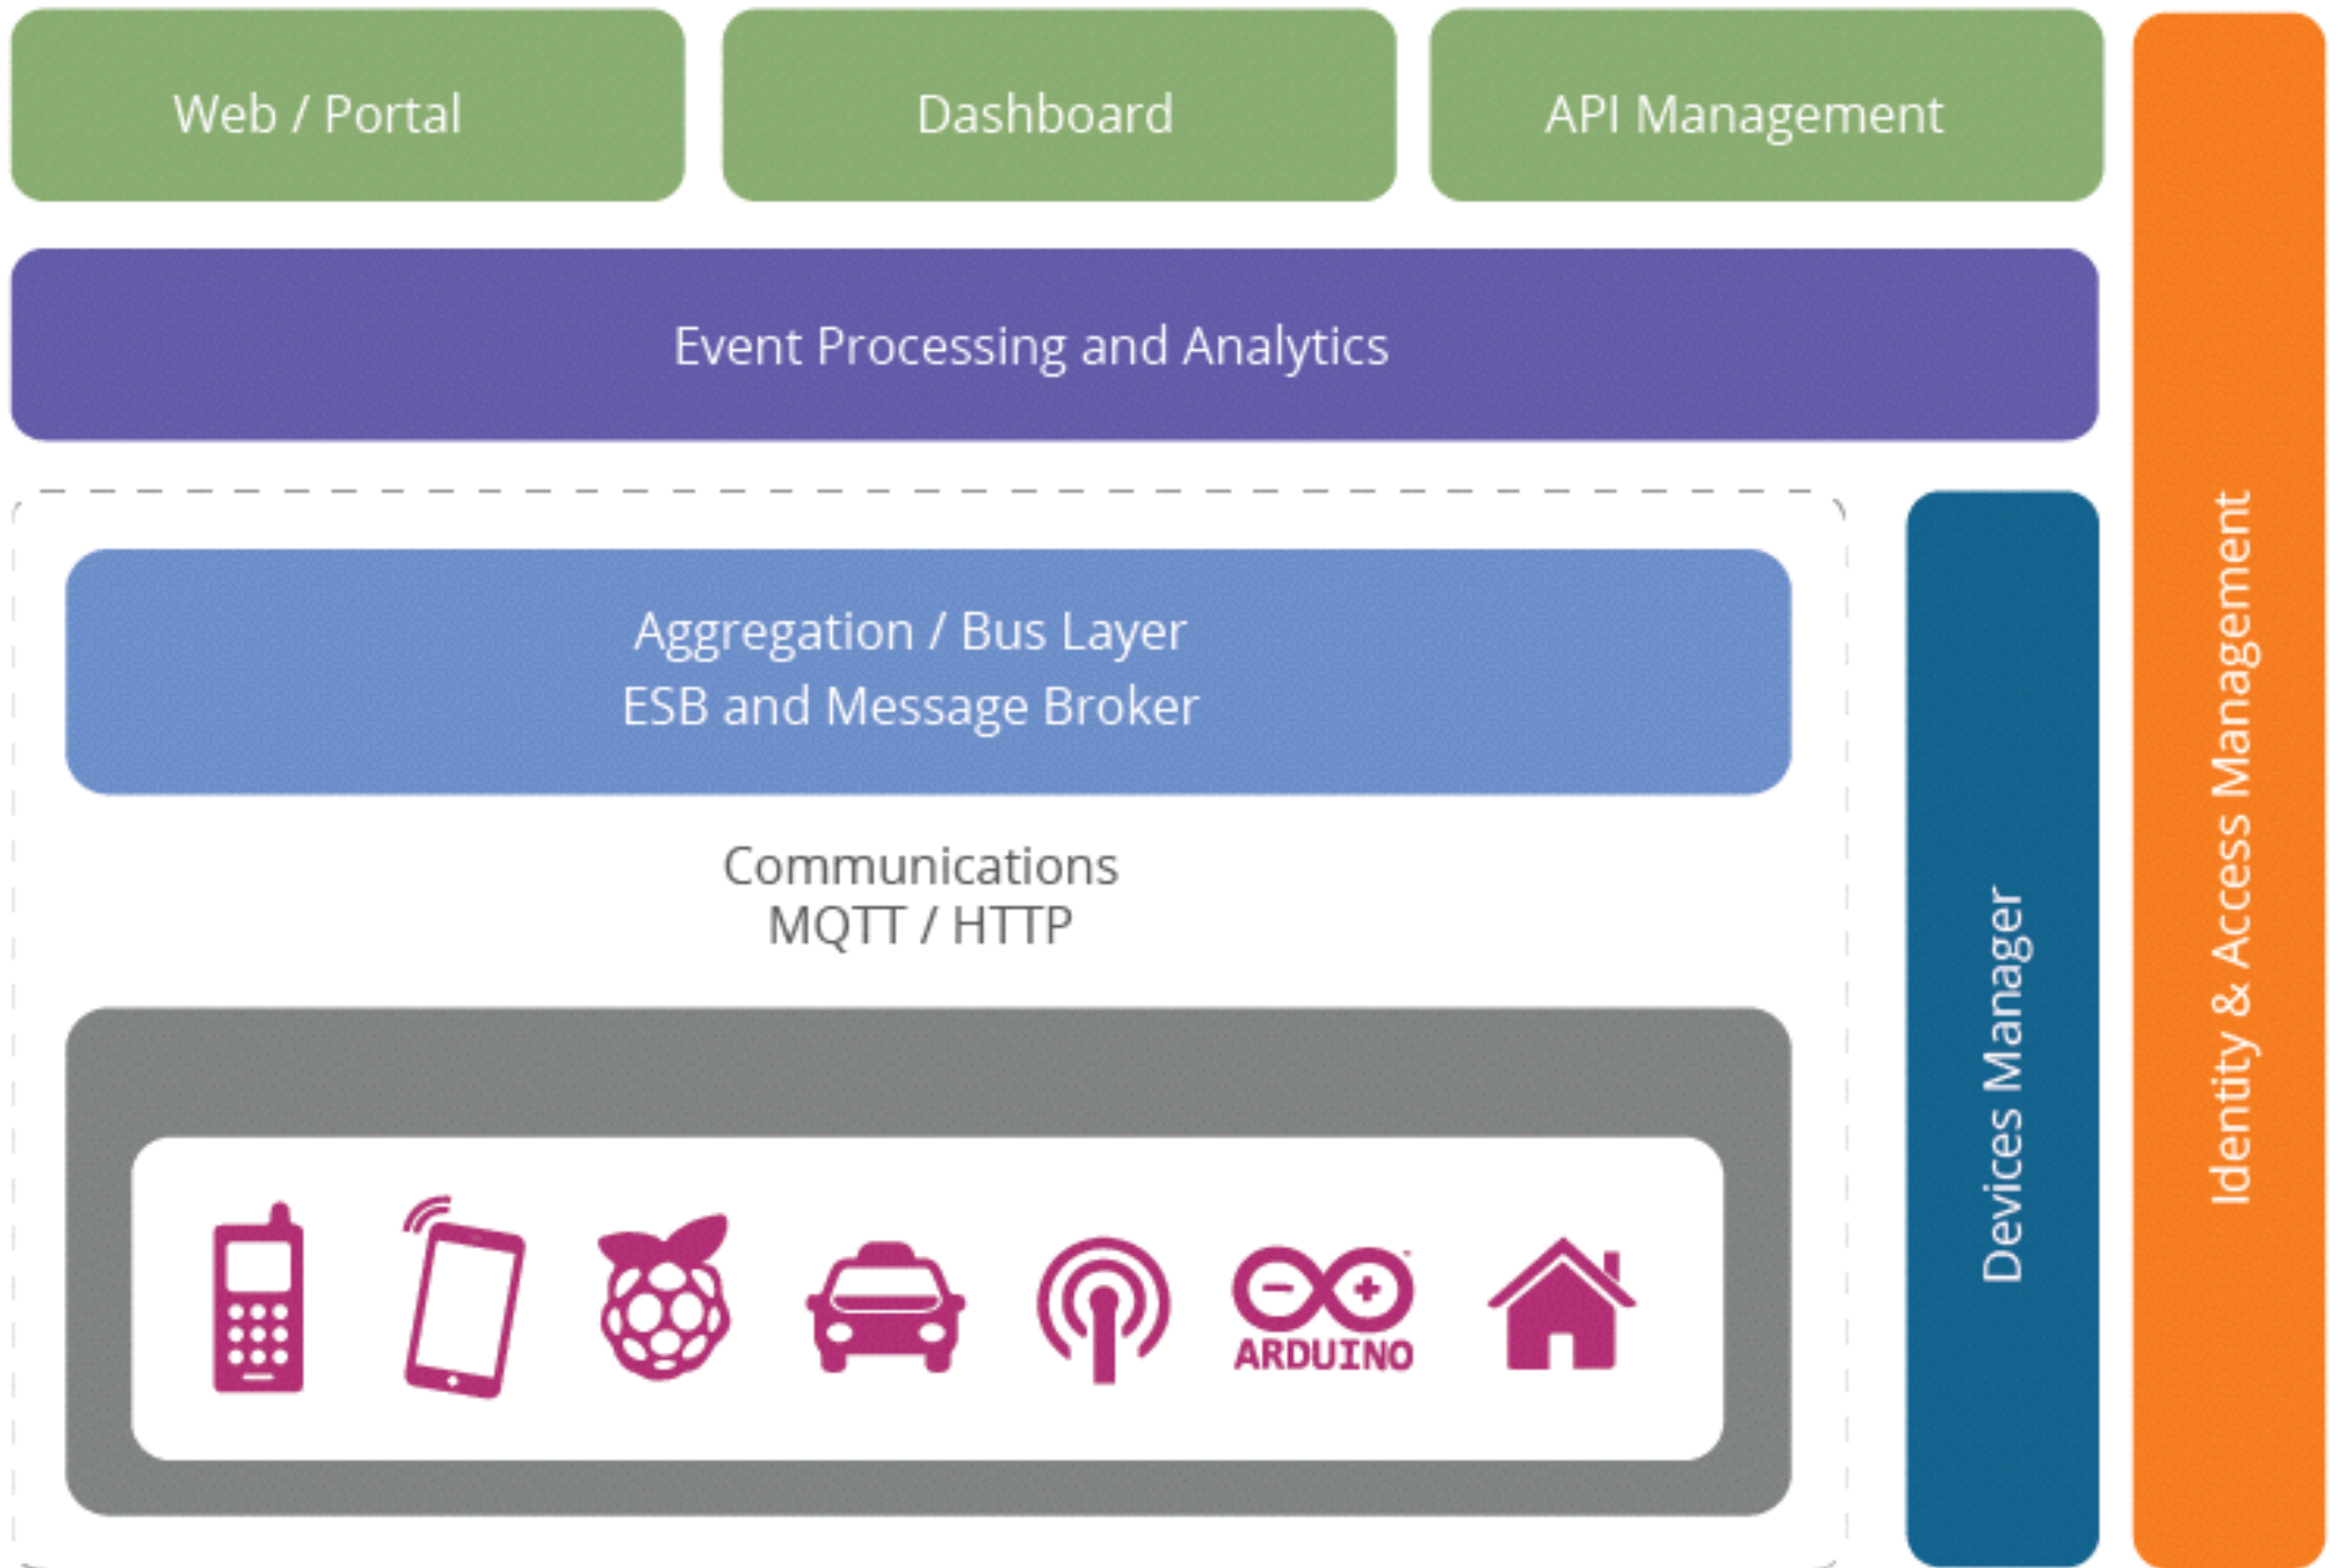 Web / Portal
Dashboard
API Management
Event Processing and Analytics
Aggregation / Bus Layer
ESB and Message Broker
Communications
MQTT / HTTP
ARDUINO
Devices Manager
Identity & Access Management